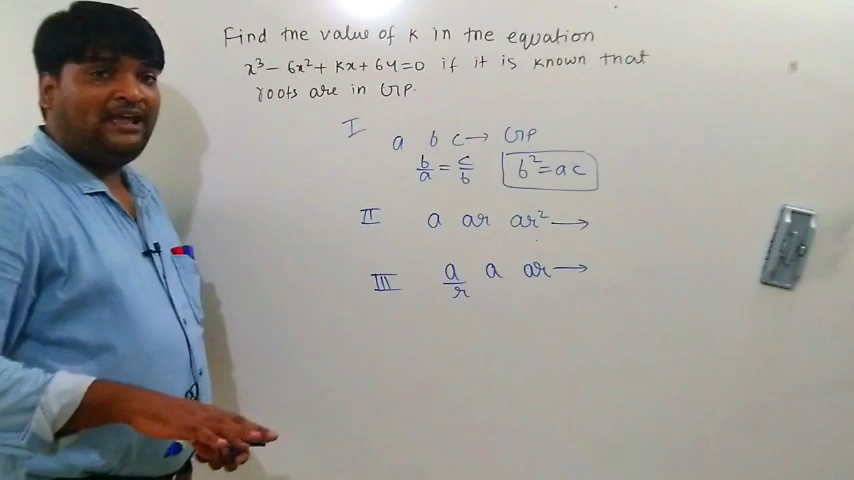 Find the value of K in the equation
x³ - 6x² + Kx + 64 = 0 if it is known that
roots are in GP.
I a b c → GP
b/a = c/b b² = ac
II a ar ar² →
III a/r a ar →